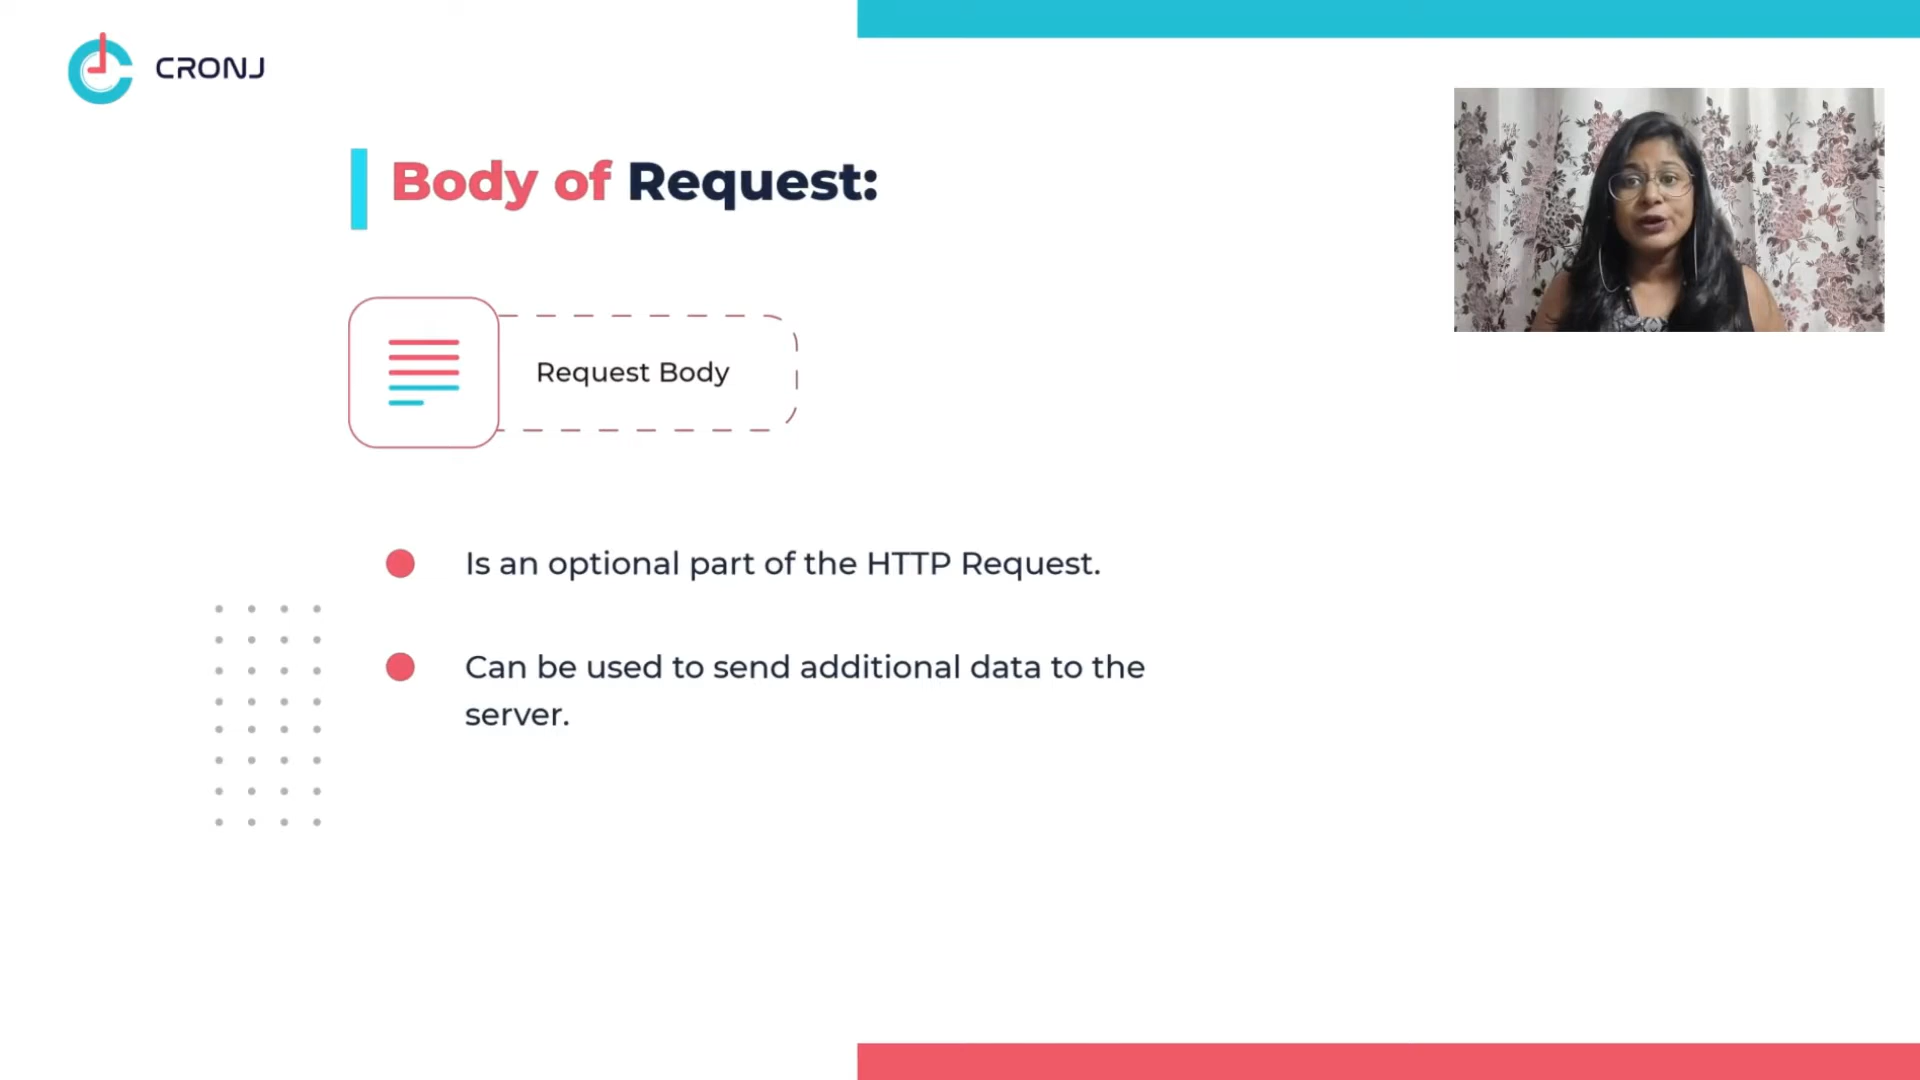 CRONJ
Body of Request:
Request Body
Is an optional part of the HTTP Request.
Can be used to send additional data to the
server.